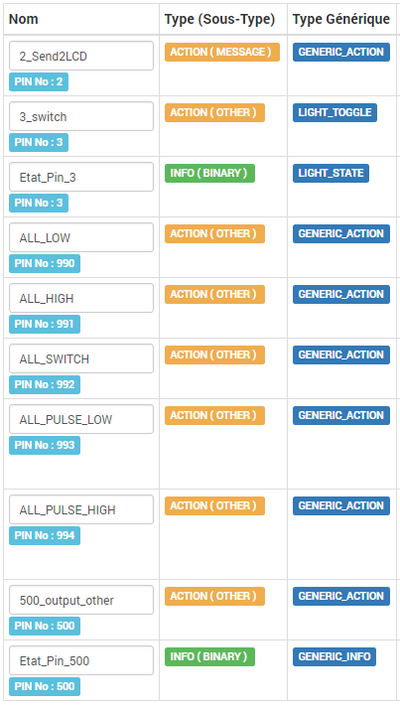 Nom Type (Sous-Type) Type Générique
2_Send2LCD ACTION ( MESSAGE ) GENERIC_ACTION
PIN No : 2
3_switch ACTION ( OTHER ) LIGHT_TOGGLE
PIN No : 3
Etat_Pin_3 INFO ( BINARY ) LIGHT_STATE
PIN No : 3
ALL_LOW ACTION ( OTHER ) GENERIC_ACTION
PIN No : 990
ALL_HIGH ACTION ( OTHER ) GENERIC_ACTION
PIN No : 991
ALL_SWITCH ACTION ( OTHER ) GENERIC_ACTION
PIN No : 992
ALL_PULSE_LOW ACTION ( OTHER ) GENERIC_ACTION
PIN No : 993
ALL_PULSE_HIGH ACTION ( OTHER ) GENERIC_ACTION
PIN No : 994
500_output_other ACTION ( OTHER ) GENERIC_ACTION
PIN No : 500
Etat_Pin_500 INFO ( BINARY ) GENERIC_INFO
PIN No : 500